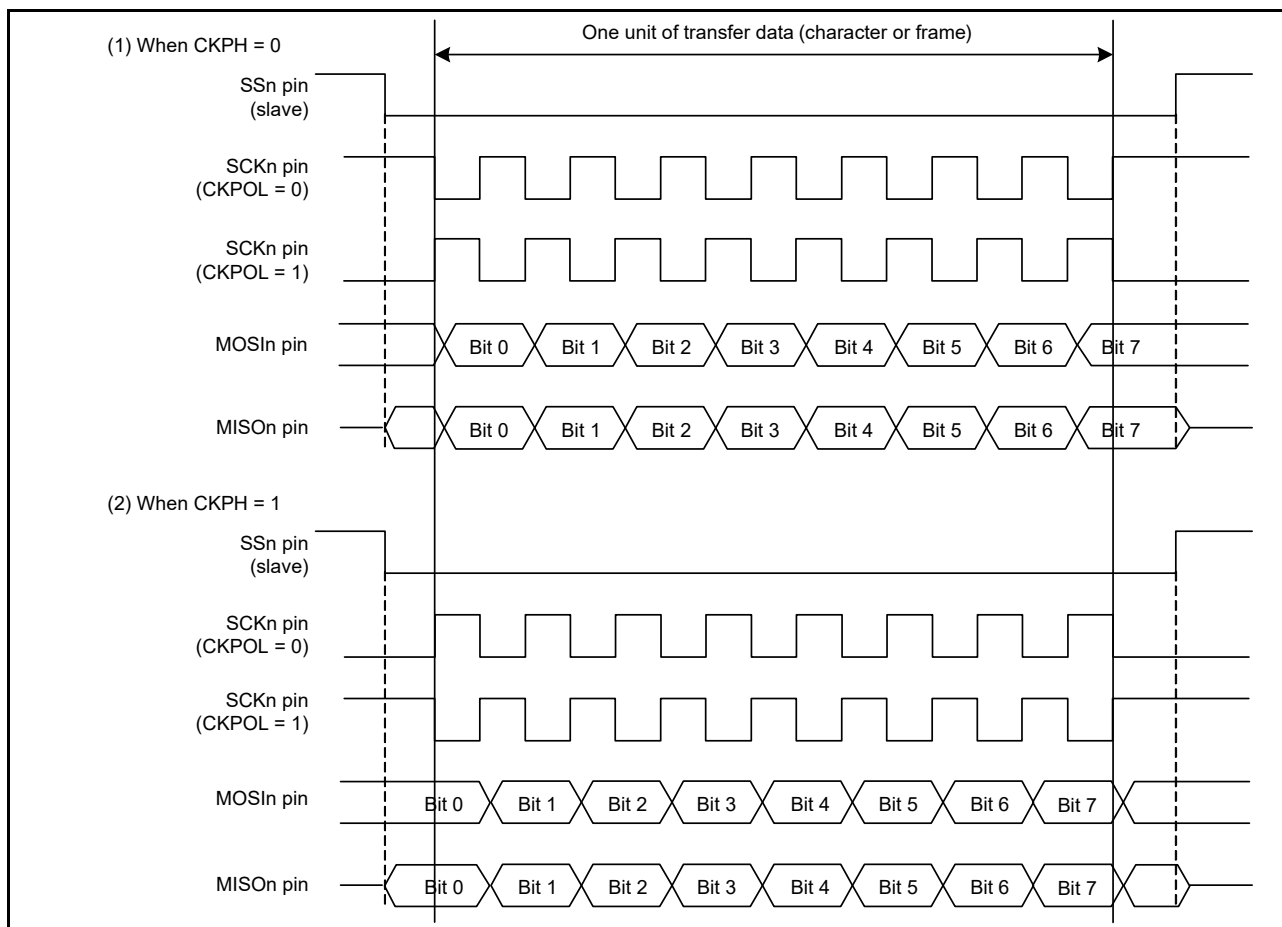 One unit of transfer data (character or frame)
(1) When CKPH = 0
SSn pin
(slave)
SCKn pin
(CKPOL = 0)
SCKn pin
(CKPOL = 1)
MOSIn pin
Bit 0 Bit 1 Bit 2 Bit 3 Bit 4 Bit 5 Bit 6 Bit 7
MISOn pin
Bit 0 Bit 1 Bit 2 Bit 3 Bit 4 Bit 5 Bit 6 Bit 7
(2) When CKPH = 1
SSn pin
(slave)
SCKn pin
(CKPOL = 0)
SCKn pin
(CKPOL = 1)
MOSIn pin
Bit 0 Bit 1 Bit 2 Bit 3 Bit 4 Bit 5 Bit 6 Bit 7
MISOn pin
Bit 0 Bit 1 Bit 2 Bit 3 Bit 4 Bit 5 Bit 6 Bit 7